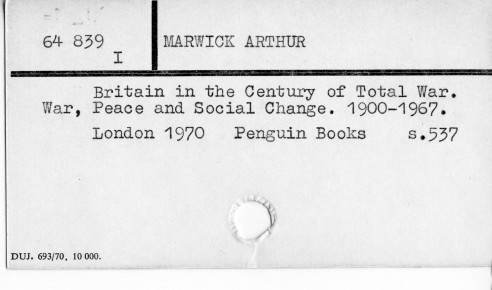 64 839
I
MARWICK ARTHUR
Britain in the Century of Total War.
War, Peace and Social Change. 1900-1967.
London 1970 Penguin Books s.537
DUJ. 693/70, 10 000.